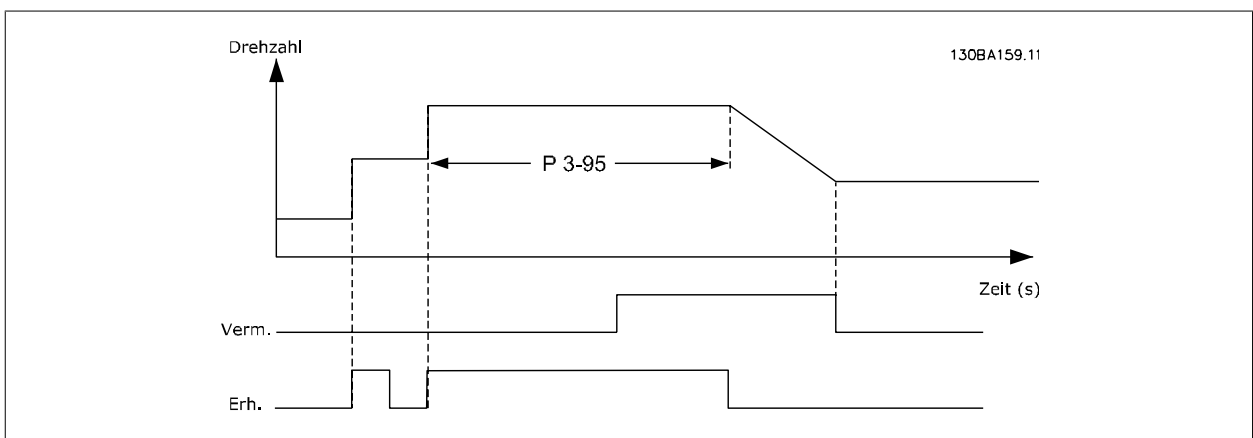 Drehzahl
130BA159.11
P 3-95
Zeit (s)
Verm.
Erh.